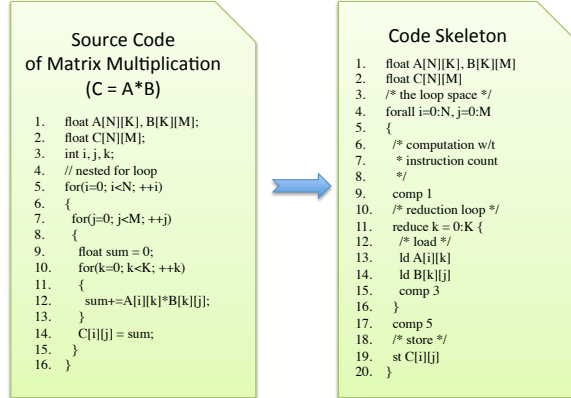 Source Code
of Matrix Multiplication
(C = A*B)
1. float A[N][K], B[K][M];
2. float C[N][M];
3. int i, j, k;
4. // nested for loop
5. for(i=0; i<N; ++i)
6. {
7. for(j=0; j<M; ++j)
8. {
9. float sum = 0;
10. for(k=0; k<K; ++k)
11. {
12. sum+=A[i][k]*B[k][j];
13. }
14. C[i][j] = sum;
15. }
16. }
Code Skeleton
1. float A[N][K], B[K][M]
2. float C[N][M]
3. /* the loop space */
4. forall i=0:N, j=0:M
5. {
6. /* computation w/t
7. * instruction count
8. */
9. comp 1
10. /* reduction loop */
11. reduce k = 0:K {
12. /* load */
13. ld A[i][k]
14. ld B[k][j]
15. comp 3
16. }
17. comp 5
18. /* store */
19. st C[i][j]
20. }